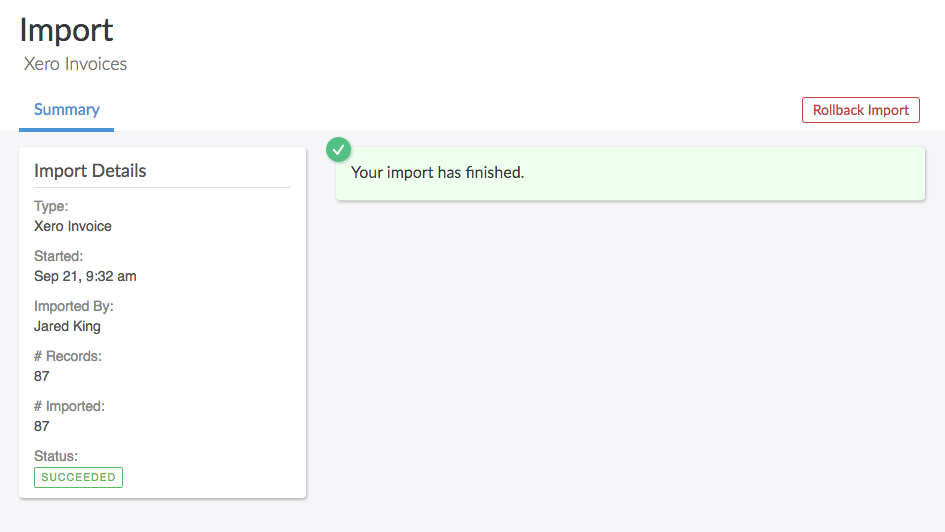 Import
Xero Invoices
Summary
Rollback Import
Import Details
Type:
Xero Invoice
Started:
Sep 21, 9:32 am
Imported By:
Jared King
# Records:
87
# Imported:
87
Status:
SUCCEEDED
Your import has finished.